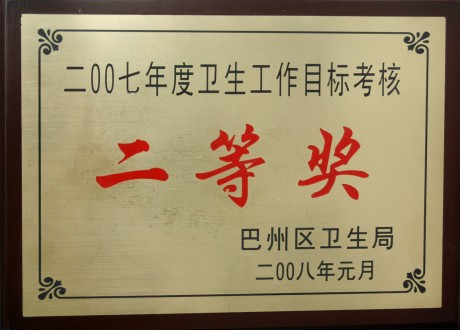 二00七年度卫生工作目标考核
二等奖
巴州区卫生局
二00八年元月